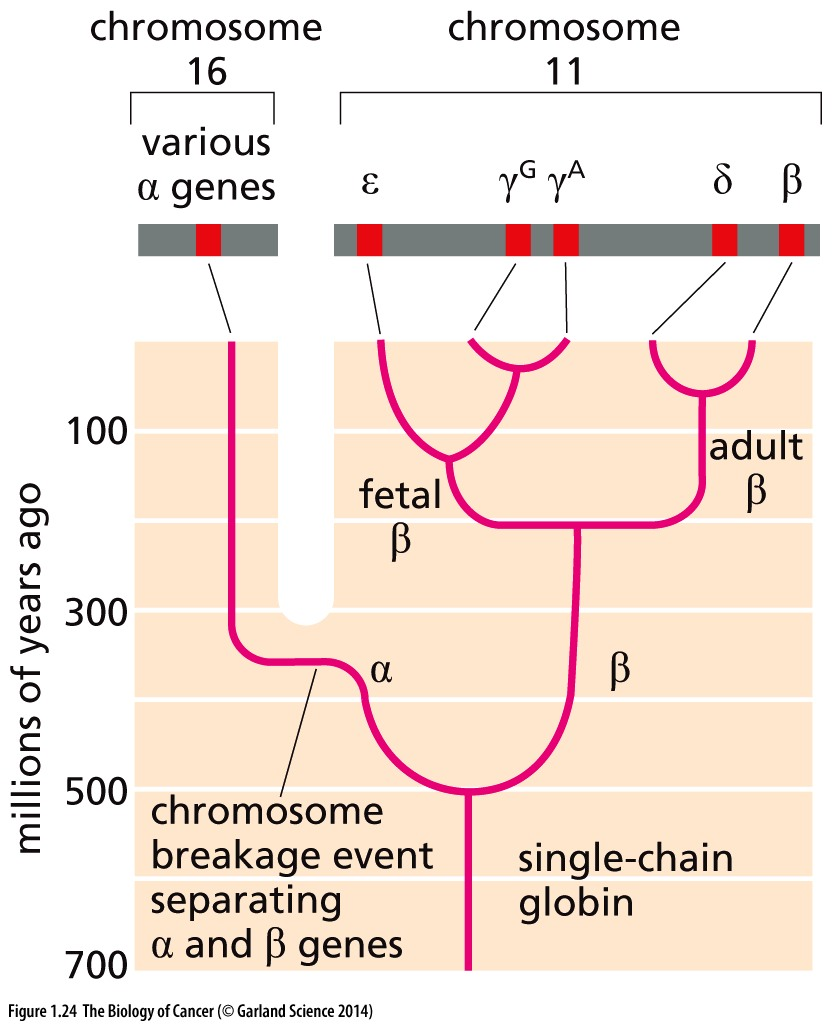 chromosome
16
chromosome
11
various
α genes
ε
γG
γA
δ
β
100
300
500
700
millions of years ago
fetal
β
adult
β
α
β
chromosome
breakage event
separating
α and β genes
single-chain
globin
Figure 1.24 The Biology of Cancer (© Garland Science 2014)